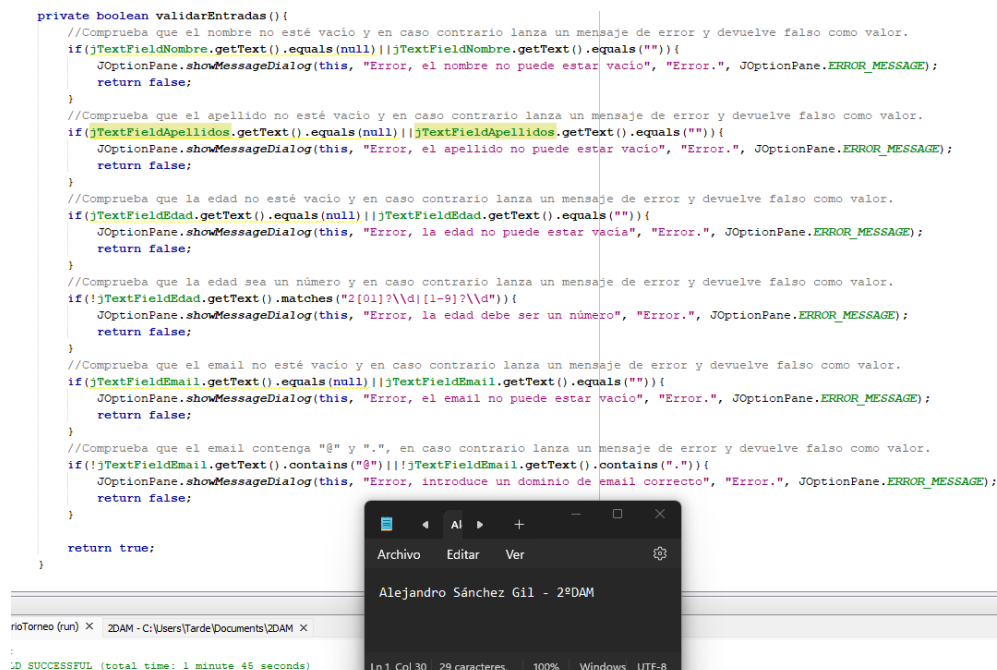 private boolean validarEntradas(){
//Comprueba que el nombre no esté vacío y en caso contrario lanza un mensaje de error y devuelve falso como valor.
if(jTextFieldNombre.getText().equals(null)||jTextFieldNombre.getText().equals("")){
JOptionPane.showMessageDialog(this, "Error, el nombre no puede estar vacío", "Error.", JOptionPane.ERROR_MESSAGE);
return false;
}
//Comprueba que el apellido no esté vacío y en caso contrario lanza un mensaje de error y devuelve falso como valor.
if(jTextFieldApellidos.getText().equals(null)||jTextFieldApellidos.getText().equals("")){
JOptionPane.showMessageDialog(this, "Error, el apellido no puede estar vacío", "Error.", JOptionPane.ERROR_MESSAGE);
return false;
}
//Comprueba que la edad no esté vacío y en caso contrario lanza un mensaje de error y devuelve falso como valor.
if(jTextFieldEdad.getText().equals(null)||jTextFieldEdad.getText().equals("")){
JOptionPane.showMessageDialog(this, "Error, la edad no puede estar vacía", "Error.", JOptionPane.ERROR_MESSAGE);
return false;
}
//Comprueba que la edad sea un número y en caso contrario lanza un mensaje de error y devuelve falso como valor.
if(!jTextFieldEdad.getText().matches("2[01]?\\d|[1-9]?\\d")){
JOptionPane.showMessageDialog(this, "Error, la edad debe ser un número", "Error.", JOptionPane.ERROR_MESSAGE);
return false;
}
//Comprueba que el email no esté vacío y en caso contrario lanza un mensaje de error y devuelve falso como valor.
if(jTextFieldEmail.getText().equals(null)||jTextFieldEmail.getText().equals("")){
JOptionPane.showMessageDialog(this, "Error, el email no puede estar vacío", "Error.", JOptionPane.ERROR_MESSAGE);
return false;
}
//Comprueba que el email contenga "@" y ".", en caso contrario lanza un mensaje de error y devuelve falso como valor.
if(!jTextFieldEmail.getText().contains("@")||!jTextFieldEmail.getText().contains(".")){
JOptionPane.showMessageDialog(this, "Error, introduce un dominio de email correcto", "Error.", JOptionPane.ERROR_MESSAGE);
return false;
}
return true;
}
Al
Archivo Editar Ver
Alejandro Sánchez Gil - 2ºDAM
Ln 1, Col 30 29 caracteres. 100% Windows UTF-8
rioTorneo (run) 2DAM - C:\Users\Tarde\Documents\2DAM
LD SUCCESSFUL (total time: 1 minute 45 seconds)